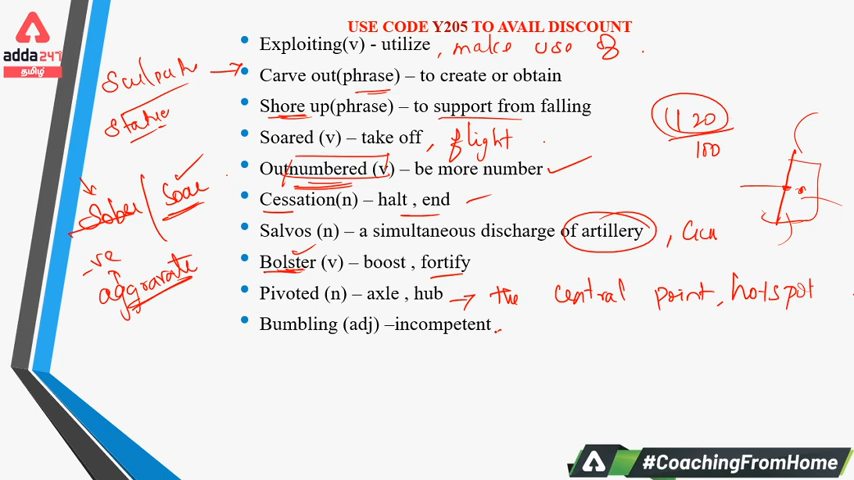 USE CODE Y205 TO AVAIL DISCOUNT
adda247
தமிழ்
• Exploiting(v) - utilize, make use of
• Carve out(phrase) – to create or obtain
• Shore up(phrase) – to support from falling
• Soared (v) – take off, flight
• Outnumbered (v) – be more number
• Cessation(n) – halt , end
• Salvos (n) – a simultaneous discharge of artillery,
• Bolster (v) – boost , fortify
• Pivoted (n) – axle , hub → the central point, hotspot
• Bumbling (adj) –incompetent
statue
Soar
-ve
aggravate
120
100
#CoachingFromHome